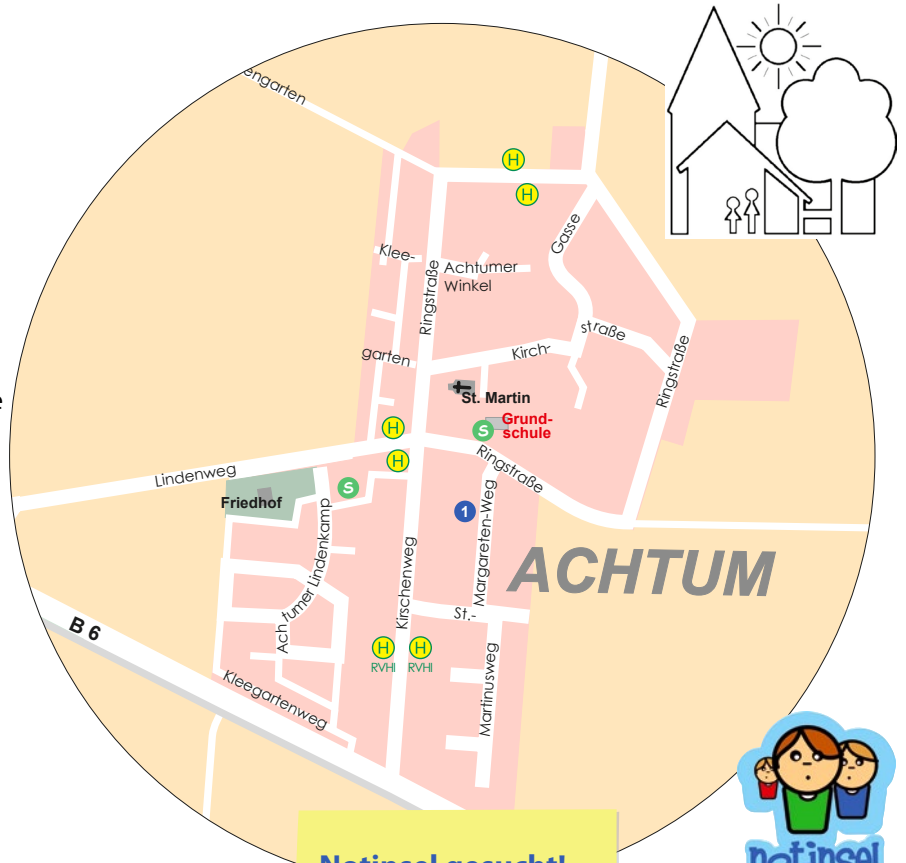 engarten
H
H
Gasse
Klee-
Achtumer
Winkel
Ringstraße
straße
Kirch-
garten
Ringstraße
St. Martin
Grund-
schule
S
H
H
Ringstraße
Lindenweg
Friedhof
S
1
Margareten-Weg
Achtumer Lindenkamp
Kirschenweg
ACHTUM
St.-
B 6
H
H
RVHI
RVHI
Martinusweg
Kleegartenweg
Notinsel gesucht!
notinsel
e